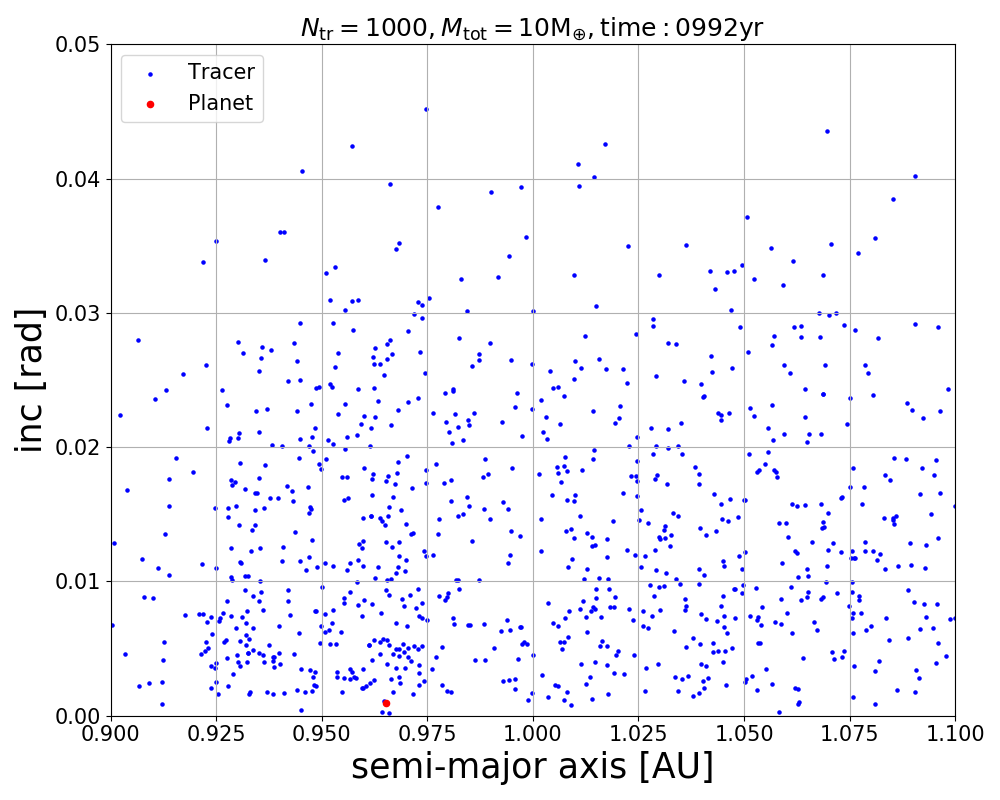 N_tr = 1000, M_tot = 10M_⊕, time : 0992yr
Tracer
Planet
inc [rad]
0.05
0.04
0.03
0.02
0.01
0.00
0.900 0.925 0.950 0.975 1.000 1.025 1.050 1.075 1.100
semi-major axis [AU]